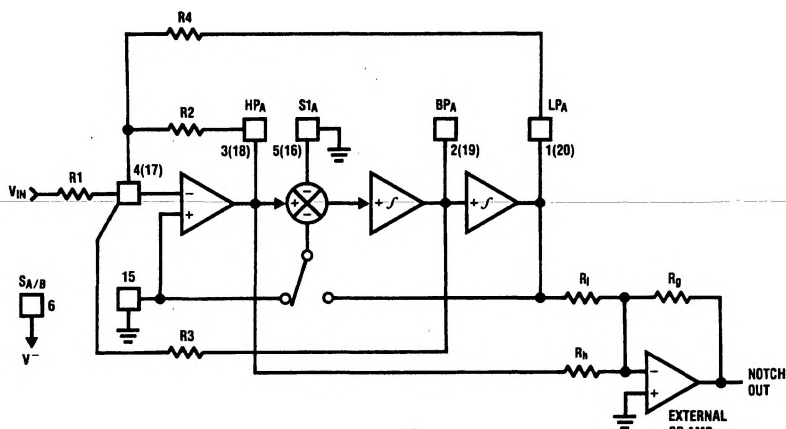 R4
HPA
S1A
BPA
LPA
R2
3(18)
5(16)
2(19)
1(20)
4(17)
VIN
R1
−
+
−
+
−
+ ∫
+ ∫
SA/B
6
V−
15
R3
Rl
Rg
Rh
−
+
NOTCH
OUT
EXTERNAL